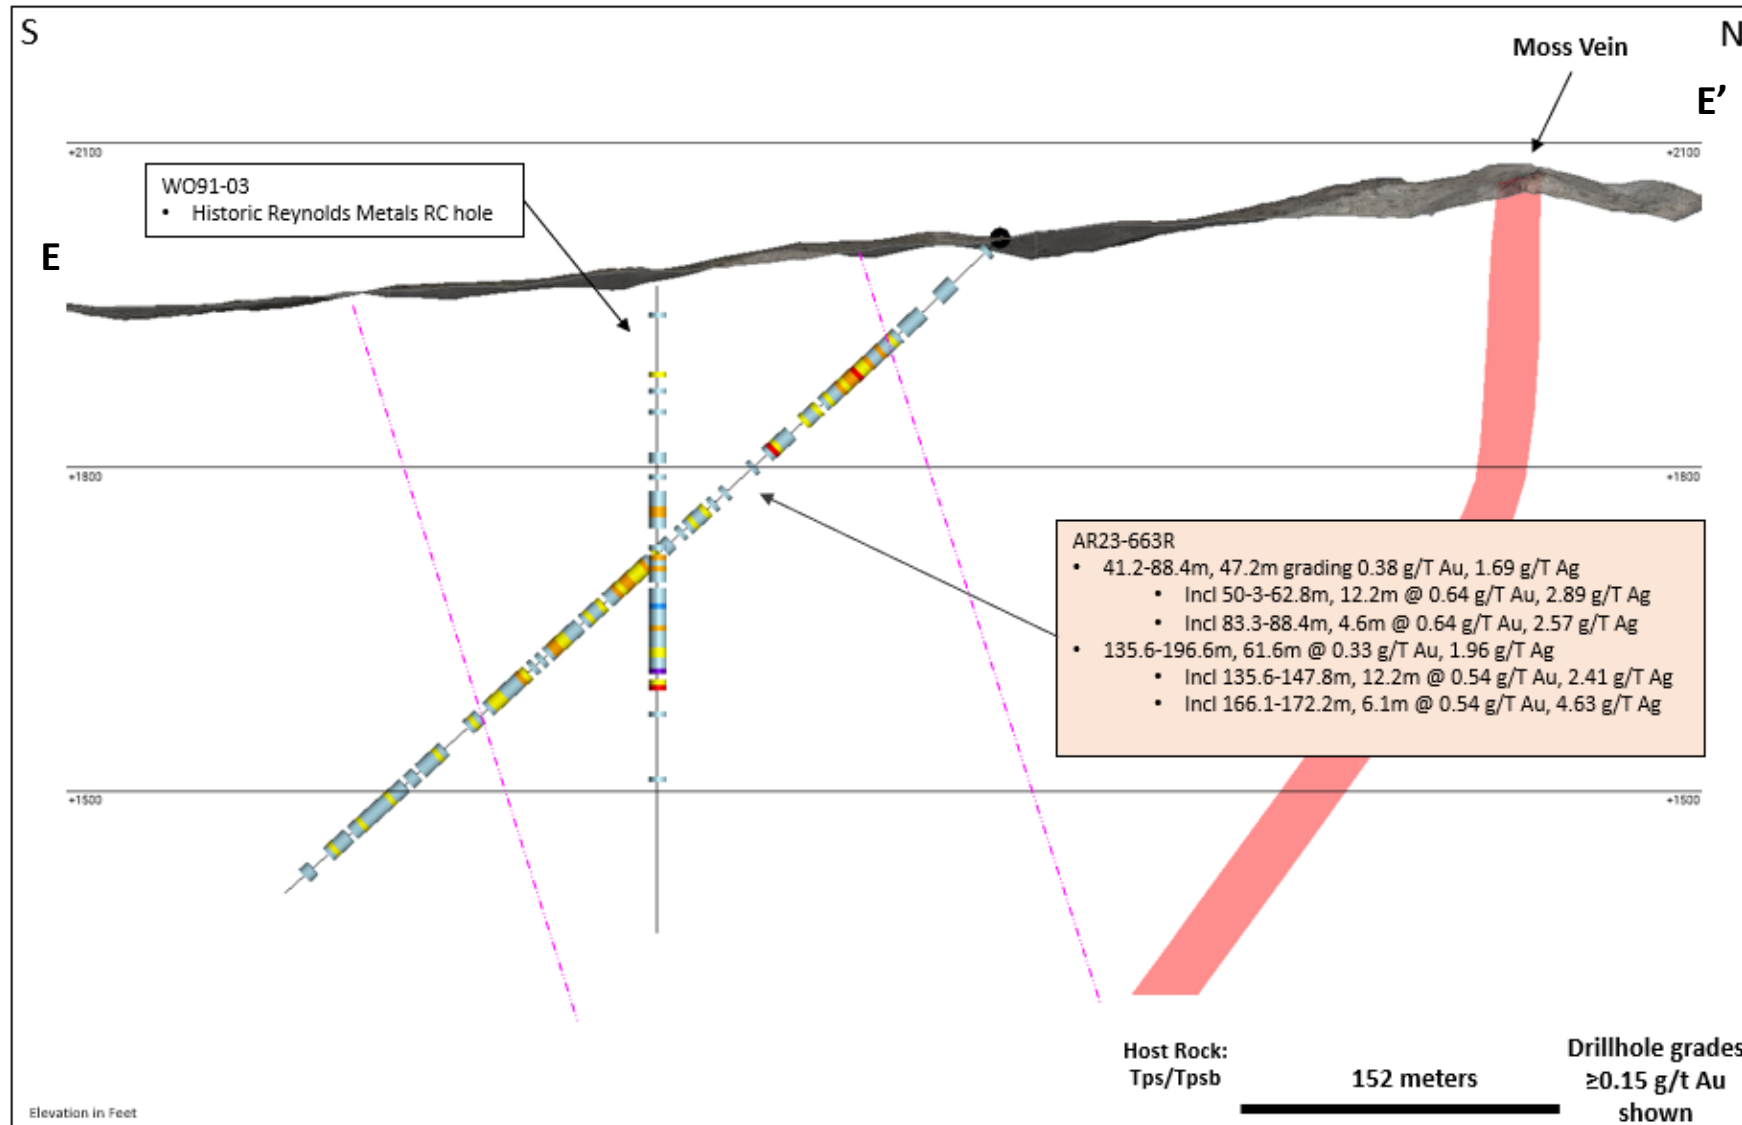 S
N
Moss Vein
E’
+2100
+2100
WO91-03
• Historic Reynolds Metals RC hole
E
+1800
+1800
AR23-663R
• 41.2-88.4m, 47.2m grading 0.38 g/T Au, 1.69 g/T Ag
• Incl 50-3-62.8m, 12.2m @ 0.64 g/T Au, 2.89 g/T Ag
• Incl 83.3-88.4m, 4.6m @ 0.64 g/T Au, 2.57 g/T Ag
• 135.6-196.6m, 61.6m @ 0.33 g/T Au, 1.96 g/T Ag
• Incl 135.6-147.8m, 12.2m @ 0.54 g/T Au, 2.41 g/T Ag
• Incl 166.1-172.2m, 6.1m @ 0.54 g/T Au, 4.63 g/T Ag
+1500
+1500
Host Rock:
Tps/Tpsb
152 meters
Drillhole grades
≥0.15 g/t Au
shown
Elevation in Feet